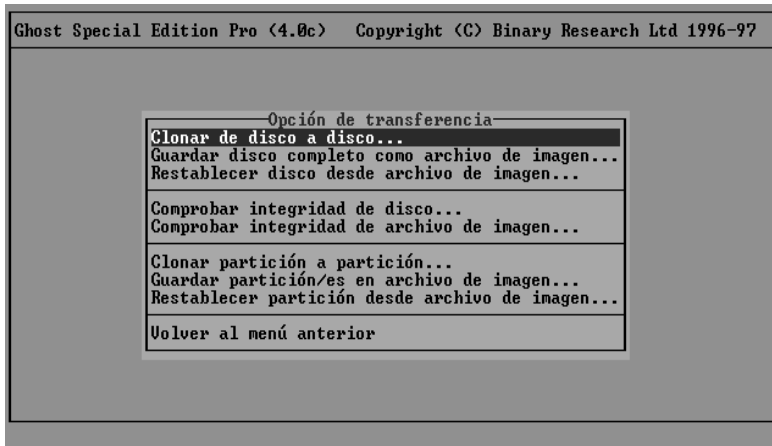 Ghost Special Edition Pro (4.0c) Copyright (C) Binary Research Ltd 1996-97
Opción de transferencia
Clonar de disco a disco...
Guardar disco completo como archivo de imagen...
Restablecer disco desde archivo de imagen...
Comprobar integridad de disco...
Comprobar integridad de archivo de imagen...
Clonar partición a partición...
Guardar partición/es en archivo de imagen...
Restablecer partición desde archivo de imagen...
Volver al menú anterior